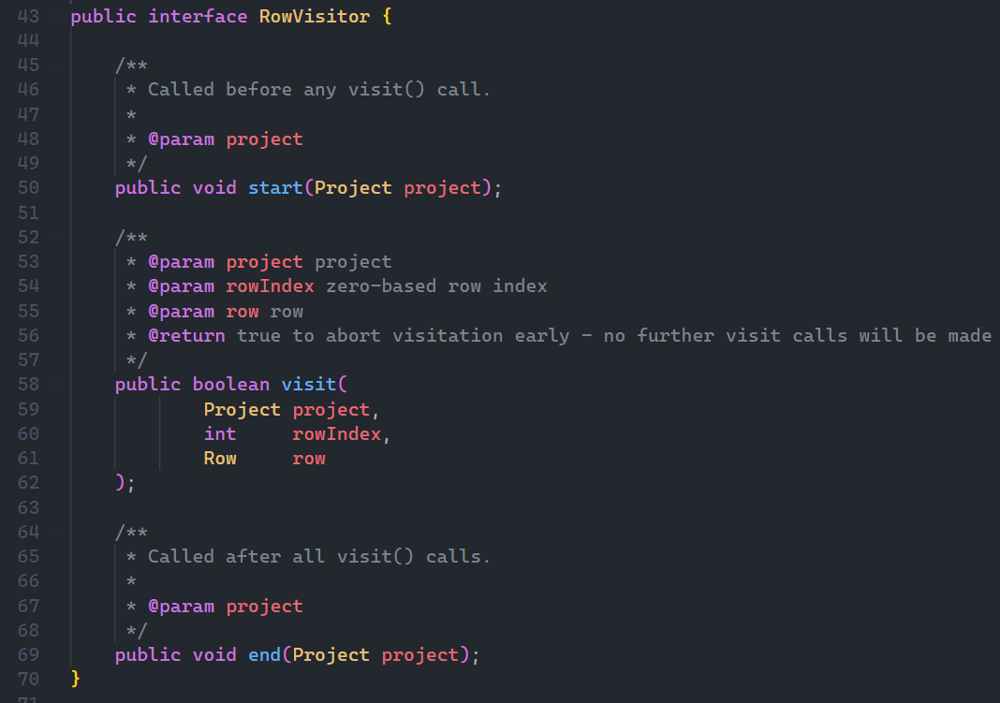 43 public interface RowVisitor {
44
45     /**
46      * Called before any visit() call.
47      *
48      * @param project
49      */
50     public void start(Project project);
51
52     /**
53      * @param project project
54      * @param rowIndex zero-based row index
55      * @param row row
56      * @return true to abort visitation early - no further visit calls will be made
57      */
58     public boolean visit(
59             Project project,
60             int     rowIndex,
61             Row     row
62     );
63
64     /**
65      * Called after all visit() calls.
66      *
67      * @param project
68      */
69     public void end(Project project);
70 }
71